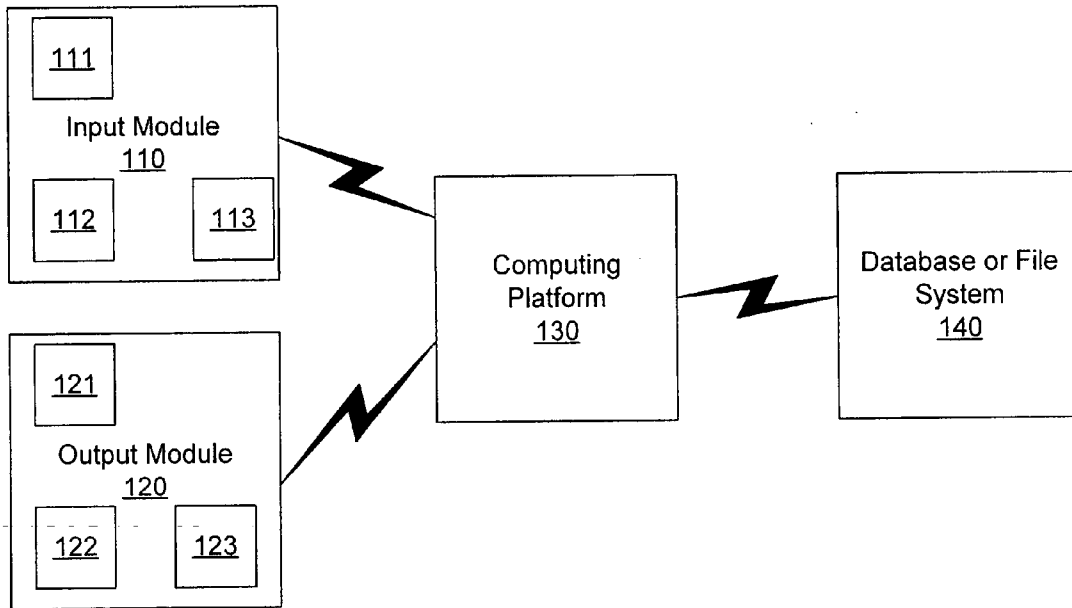 111
Input Module
110
112
113
121
Output Module
120
122
123
Computing
Platform
130
Database or File
System
140